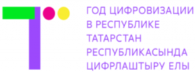 ГОД ЦИФРОВИЗАЦИИ
В РЕСПУБЛИКЕ
ТАТАРСТАН
РЕСПУБЛИКАСЫНДА
ЦИФРЛАШТЫРУ ЕЛЫ